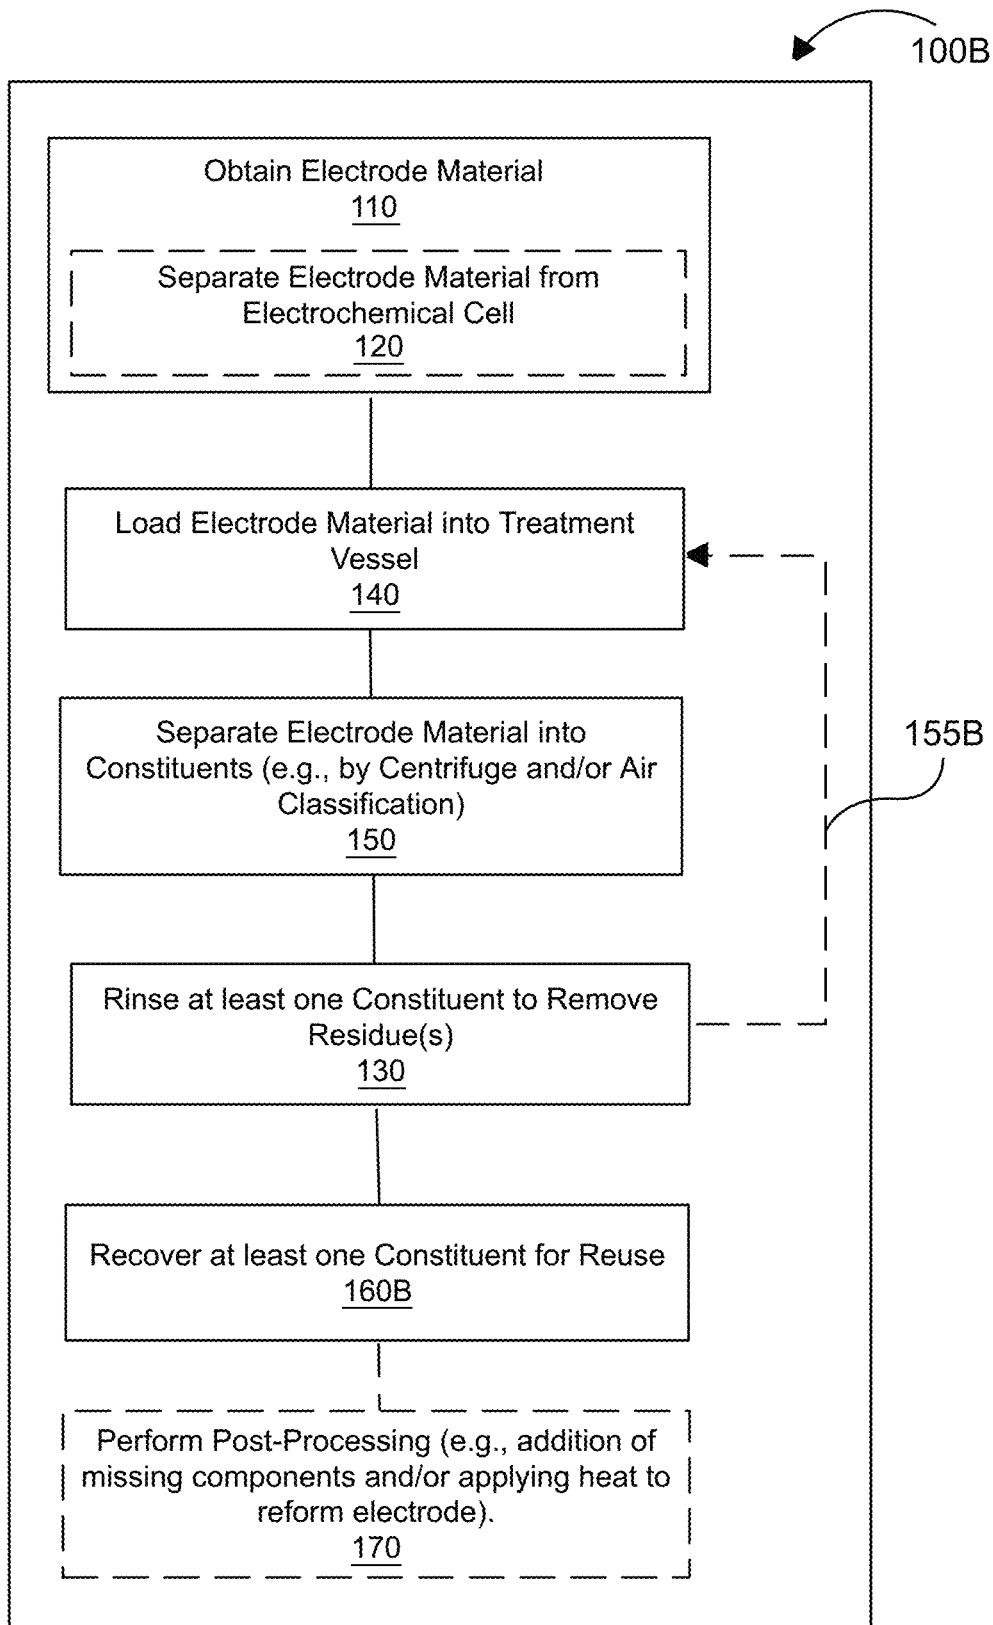 100B
Obtain Electrode Material
110
Separate Electrode Material from
Electrochemical Cell
120
Load Electrode Material into Treatment
Vessel
140
Separate Electrode Material into
Constituents (e.g., by Centrifuge and/or Air
Classification)
150
155B
Rinse at least one Constituent to Remove
Residue(s)
130
Recover at least one Constituent for Reuse
160B
Perform Post-Processing (e.g., addition of
missing components and/or applying heat to
reform electrode).
170